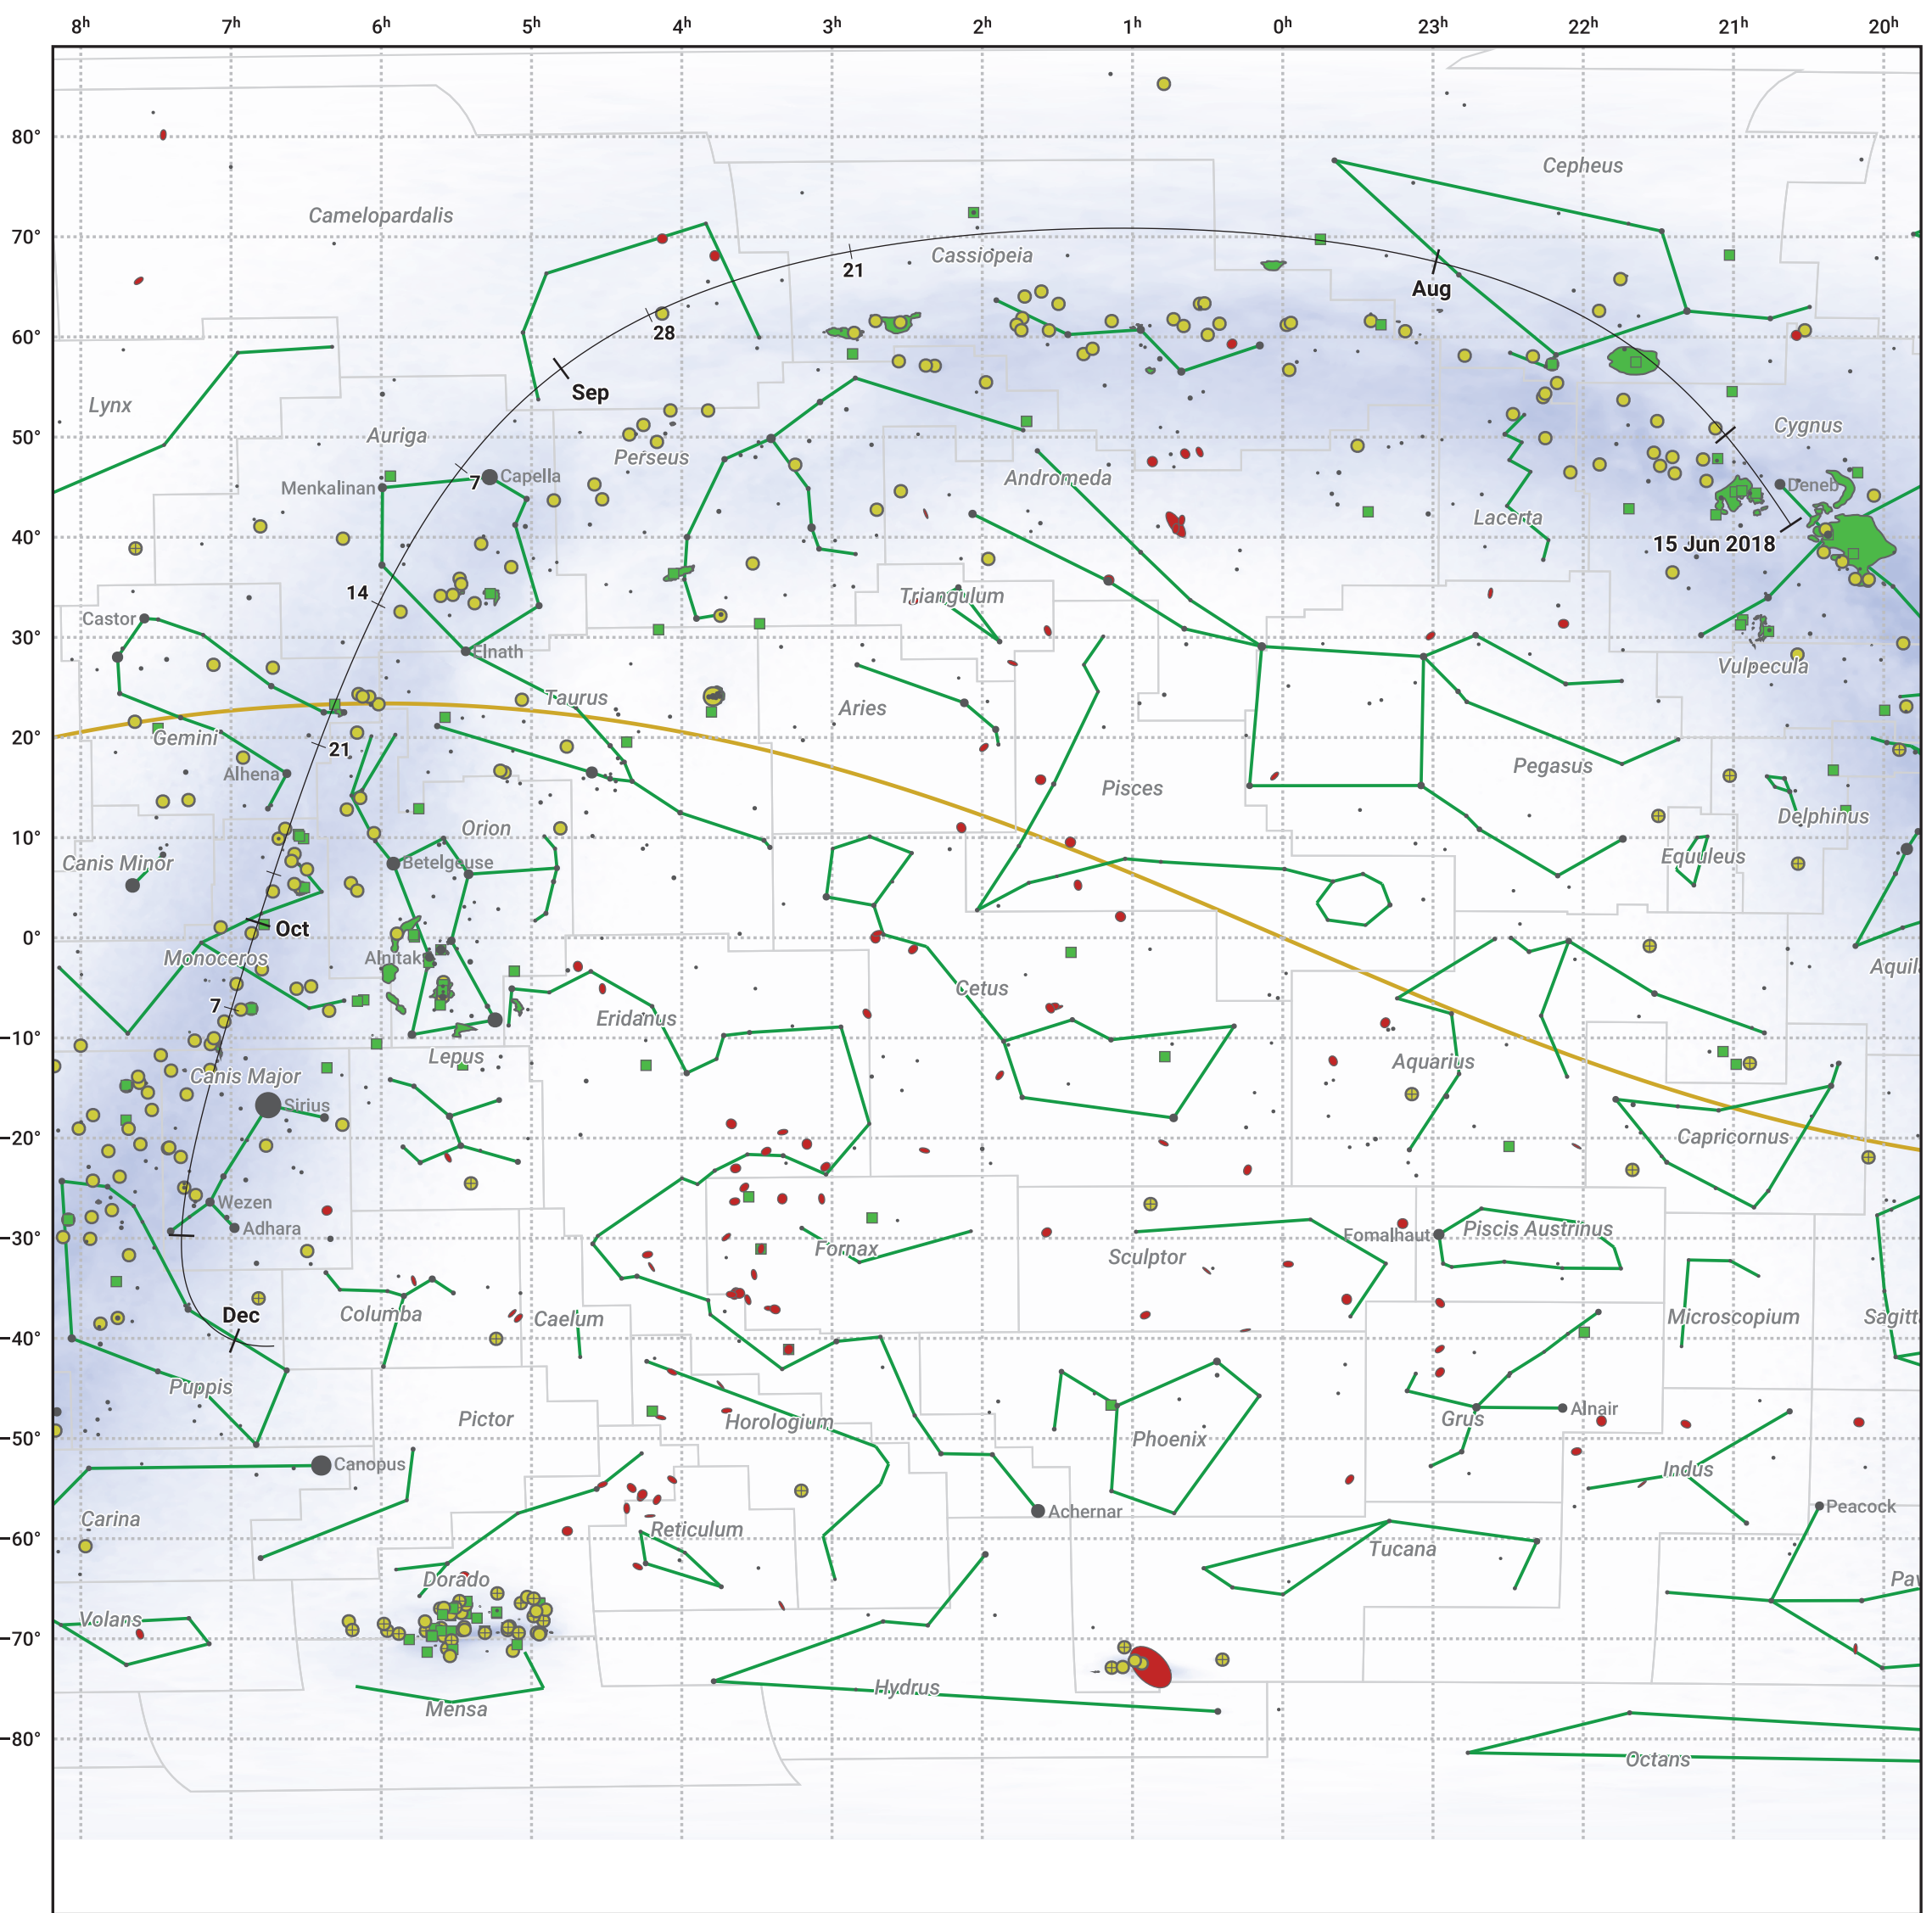 8h 7h 6h 5h 4h 3h 2h 1h 0h 23h 22h 21h 20h
80°
Cepheus
Camelopardalis
70°
Cassiopeia
21
Aug
60°
28
Sep
Lynx
Auriga
Cygnus
50°
Perseus
Andromeda
Menkalinan
7
Capella
Deneb
Lacerta
40°
15 Jun 2018
14
Triangulum
Castor
30°
Elnath
Vulpecula
Taurus
Aries
20°
Gemini
21
Alhena
Pegasus
Pisces
Delphinus
10°
Orion
Canis Minor
Betelgeuse
Equuleus
0°
Oct
Monoceros
Alnitak
Aquila
Cetus
7
Eridanus
−10°
Lepus
Aquarius
Canis Major
Sirius
−20°
Capricornus
Wezen
Adhara
Fomalhaut
Piscis Austrinus
−30°
Fornax
Sculptor
Dec
Columba
Caelum
Microscopium
Sagitt
−40°
Puppis
Pictor
Horologium
Grus
Alnair
−50°
Phoenix
Canopus
Indus
Carina
Achernar
Peacock
−60°
Reticulum
Tucana
Dorado
Pav
Volans
−70°
Hydrus
Mensa
−80°
Octans